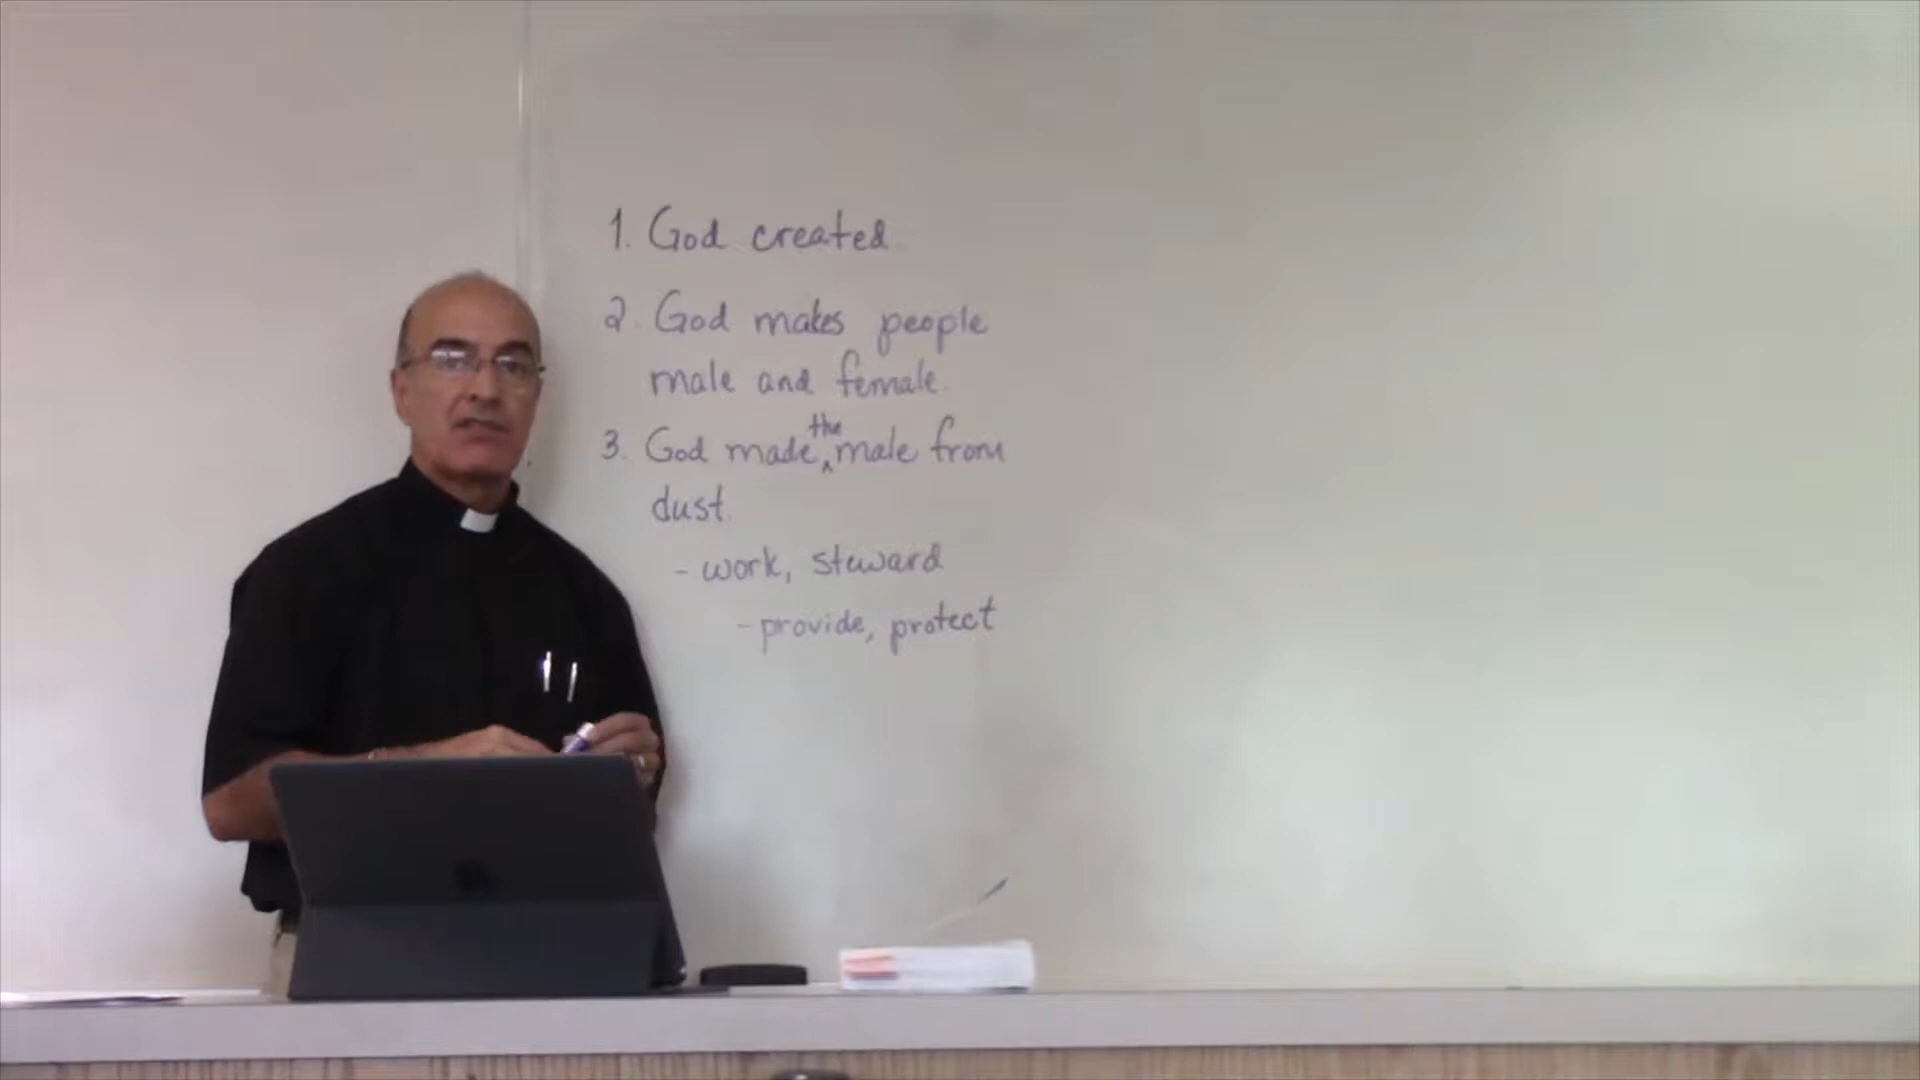 1. God created
2. God makes people
male and female.
the
3. God made ^ male from
dust.
- work, steward
- provide, protect